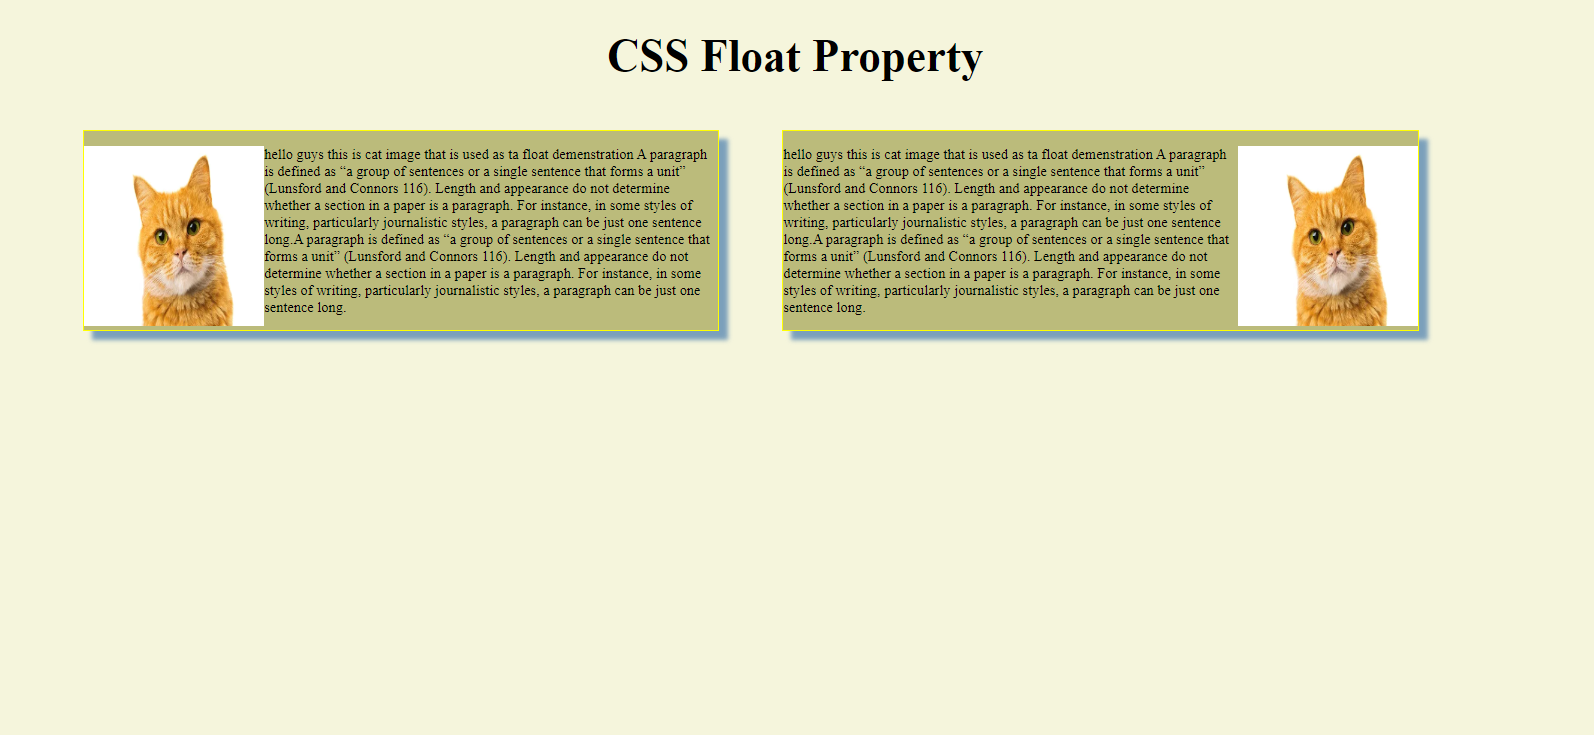 CSS Float Property
hello guys this is cat image that is used as ta float demenstration A paragraph
is defined as “a group of sentences or a single sentence that forms a unit”
(Lunsford and Connors 116). Length and appearance do not determine
whether a section in a paper is a paragraph. For instance, in some styles of
writing, particularly journalistic styles, a paragraph can be just one sentence
long.A paragraph is defined as “a group of sentences or a single sentence that
forms a unit” (Lunsford and Connors 116). Length and appearance do not
determine whether a section in a paper is a paragraph. For instance, in some
styles of writing, particularly journalistic styles, a paragraph can be just one
sentence long.
hello guys this is cat image that is used as ta float demenstration A paragraph
is defined as “a group of sentences or a single sentence that forms a unit”
(Lunsford and Connors 116). Length and appearance do not determine
whether a section in a paper is a paragraph. For instance, in some styles of
writing, particularly journalistic styles, a paragraph can be just one sentence
long.A paragraph is defined as “a group of sentences or a single sentence that
forms a unit” (Lunsford and Connors 116). Length and appearance do not
determine whether a section in a paper is a paragraph. For instance, in some
styles of writing, particularly journalistic styles, a paragraph can be just one
sentence long.